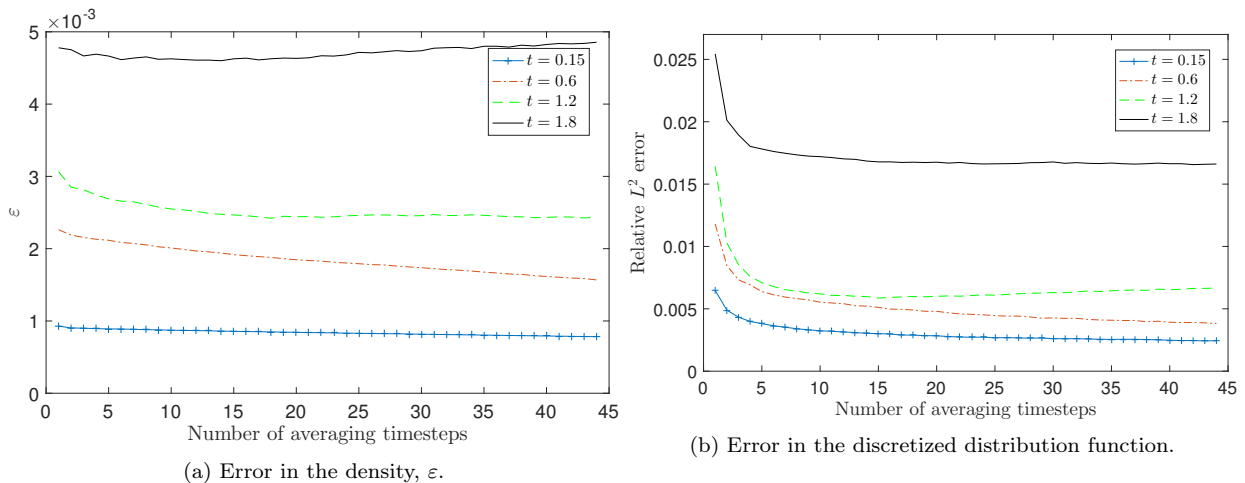 ×10⁻³
5
4
3
2
1
0
ε
0 5 10 15 20 25 30 35 40 45
Number of averaging timesteps
t = 0.15
t = 0.6
t = 1.2
t = 1.8
(a) Error in the density, ε.
0.025
0.02
0.015
0.01
0.005
0
Relative L² error
0 5 10 15 20 25 30 35 40 45
Number of averaging timesteps
t = 0.15
t = 0.6
t = 1.2
t = 1.8
(b) Error in the discretized distribution function.